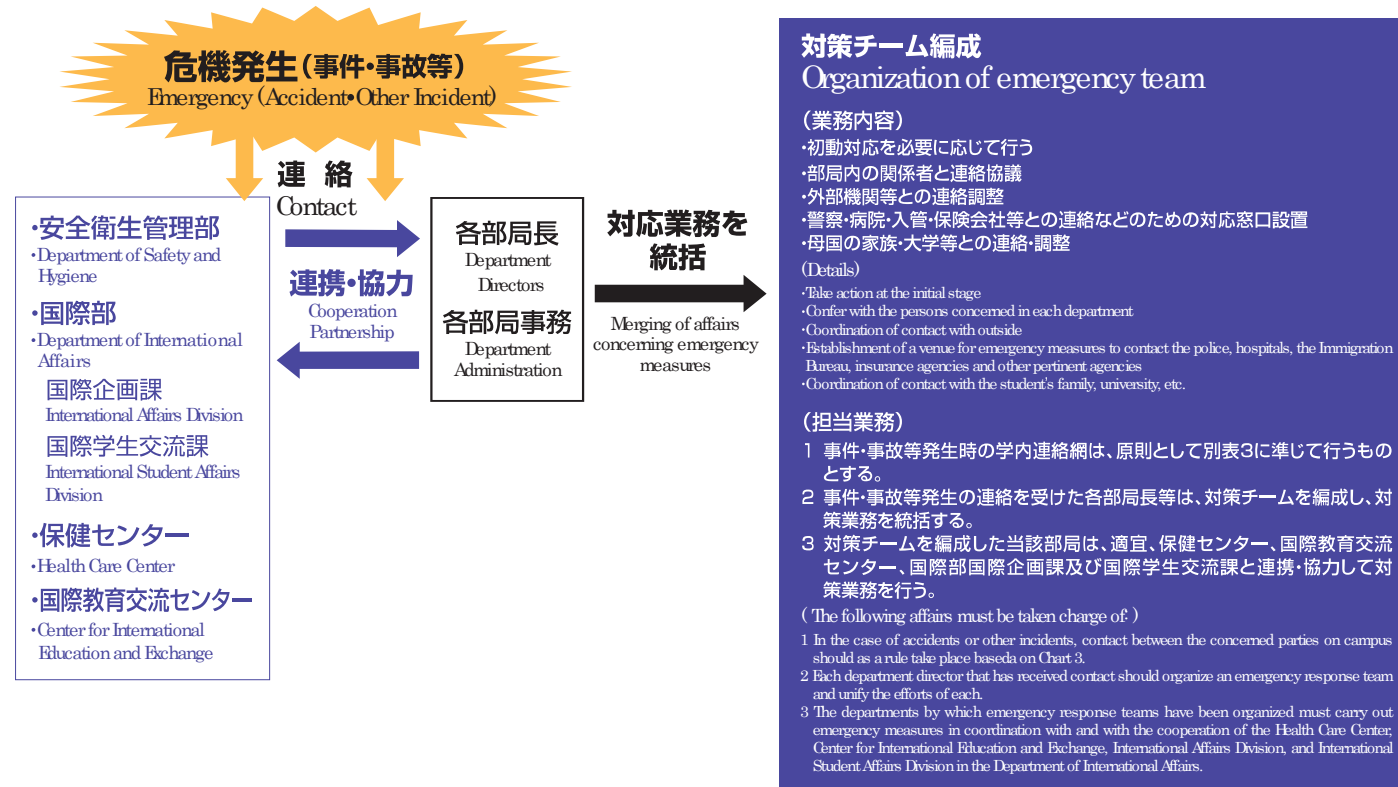 危機発生(事件・事故等)
Emergency (Accident•Other Incident)
連 絡
Contact
・安全衛生管理部
・Department of Safety and
Hygiene
・国際部
・Department of International
Affairs
国際企画課
International Affairs Division
国際学生交流課
International Student Affairs
Division
・保健センター
・Health Care Center
・国際教育交流センター
・Center for International
Education and Exchange
連携・協力
Cooperation
Partnership
各部局長
Department
Directors
各部局事務
Department
Administration
対応業務を
統括
Merging of affairs
concerning emergency
measures
対策チーム編成
Organization of emergency team
(業務内容)
・初動対応を必要に応じて行う
・部局内の関係者と連絡協議
・外部機関等との連絡調整
・警察・病院・入管・保険会社等との連絡などのための対応窓口設置
・母国の家族・大学等との連絡・調整
(Details)
・Take action at the initial stage
・Confer with the persons concerned in each department
・Coordination of contact with outside
・Establishment of a venue for emergency measures to contact the police, hospitals, the Immigration
Bureau, insurance agencies and other pertinent agencies
・Coordination of contact with the student's family, university, etc.
(担当業務)
1 事件・事故等発生時の学内連絡網は、原則として別表3に準じて行うもの
とする。
2 事件・事故等発生の連絡を受けた各部局長等は、対策チームを編成し、対
策業務を統括する。
3 対策チームを編成した当該部局は、適宜、保健センター、国際教育交流
センター、国際部国際企画課及び国際学生交流課と連携・協力して対
策業務を行う。
( The following affairs must be taken charge of: )
1 In the case of accidents or other incidents, contact between the concerned parties on campus
should as a rule take place baseda on Chart 3.
2 Each department director that has received contact should organize an emergency response team
and unify the efforts of each.
3 The departments by which emergency response teams have been organized must carry out
emergency measures in coordination with and with the cooperation of the Health Care Center,
Center for International Education and Exchange, International Affairs Division, and International
Student Affairs Division in the Department of International Affairs.